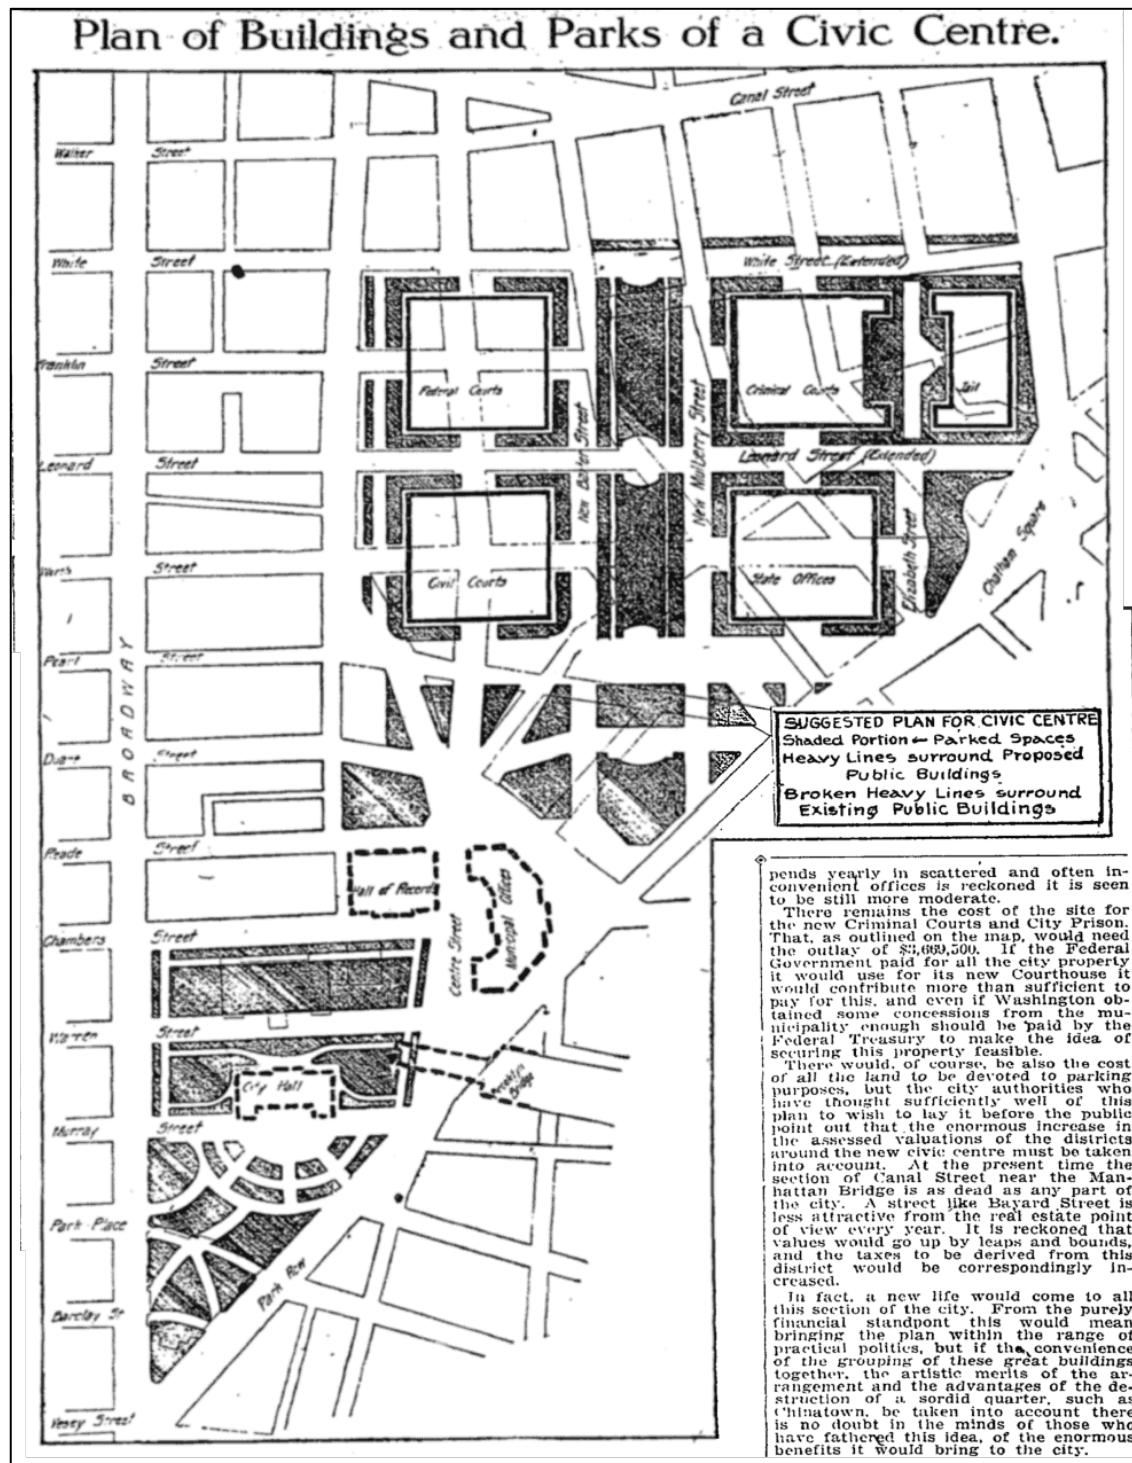 Plan of Buildings and Parks of a Civic Centre.
Canal Street
Walker Street
White Street
White Street (Extended)
Franklin Street
Federal Courts
Criminal Courts
Jail
New Baxter Street
New Mulberry Street
Leonard Street
Leonard Street (Extended)
Elizabeth Street
Chatham Square
Worth Street
Civil Courts
State Offices
Pearl Street
BROADWAY
SUGGESTED PLAN FOR CIVIC CENTRE
Shaded Portion - Parked Spaces
Heavy Lines surround Proposed
Public Buildings
Broken Heavy Lines surround
Existing Public Buildings
Duane Street
Reade Street
Hall of Records
Municipal Offices
Centre Street
Chambers Street
Warren Street
City Hall
Brooklyn Bridge
Murray Street
Park Place
Park Row
Barclay St
Vesey Street
pends yearly in scattered and often in-
convenient offices is reckoned it is seen
to be still more moderate.
There remains the cost of the site for
the new Criminal Courts and City Prison.
That, as outlined on the map, would need
the outlay of
If the Federal
Government paid for all the city property
it would use for its new Courthouse it
would contribute more than sufficient to
pay for this, and even if Washington ob-
tained some concessions from the mu-
nicipality enough should be paid by the
Federal Treasury to make the idea of
securing this property feasible.
There would, of course, be also the cost
of all the land to be devoted to parking
purposes, but the city authorities who
have thought sufficiently well of this
plan to wish to lay it before the public
point out that the enormous increase in
the assessed valuations of the districts
around the new civic centre must be taken
into account. At the present time the
section of Canal Street near the Man-
hattan Bridge is as dead as any part of
the city. A street like Bayard Street is
less attractive from the real estate point
of view every year. It is reckoned that
values would go up by leaps and bounds,
and the taxes to be derived from this
district would be correspondingly in-
creased.
In fact, a new life would come to all
this section of the city. From the purely
financial standpont this would mean
bringing the plan within the range of
practical politics, but if the convenience
of the grouping of these great buildings
together, the artistic merits of the ar-
rangement and the advantages of the de-
struction of a sordid quarter, such as
Chinatown, be taken into account there
is no doubt in the minds of those who
have fathered this idea, of the enormous
benefits it would bring to the city.